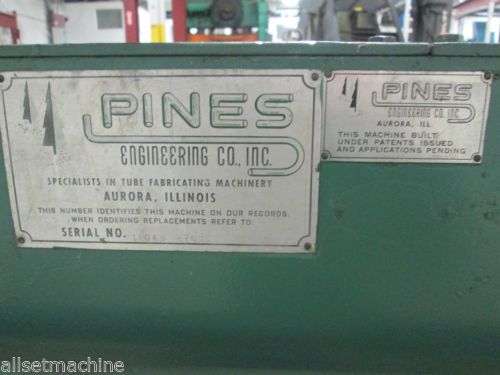 PINES
ENGINEERING CO., INC.
SPECIALISTS IN TUBE FABRICATING MACHINERY
AURORA, ILLINOIS
THIS NUMBER IDENTIFIES THIS MACHINE ON OUR RECORDS.
WHEN ORDERING REPLACEMENTS REFER TO:
SERIAL NO.
PINES
ENGINEERING CO., INC.
AURORA, ILL.
THIS MACHINE BUILT
UNDER PATENTS ISSUED
AND APPLICATIONS PENDING
allsetmachine